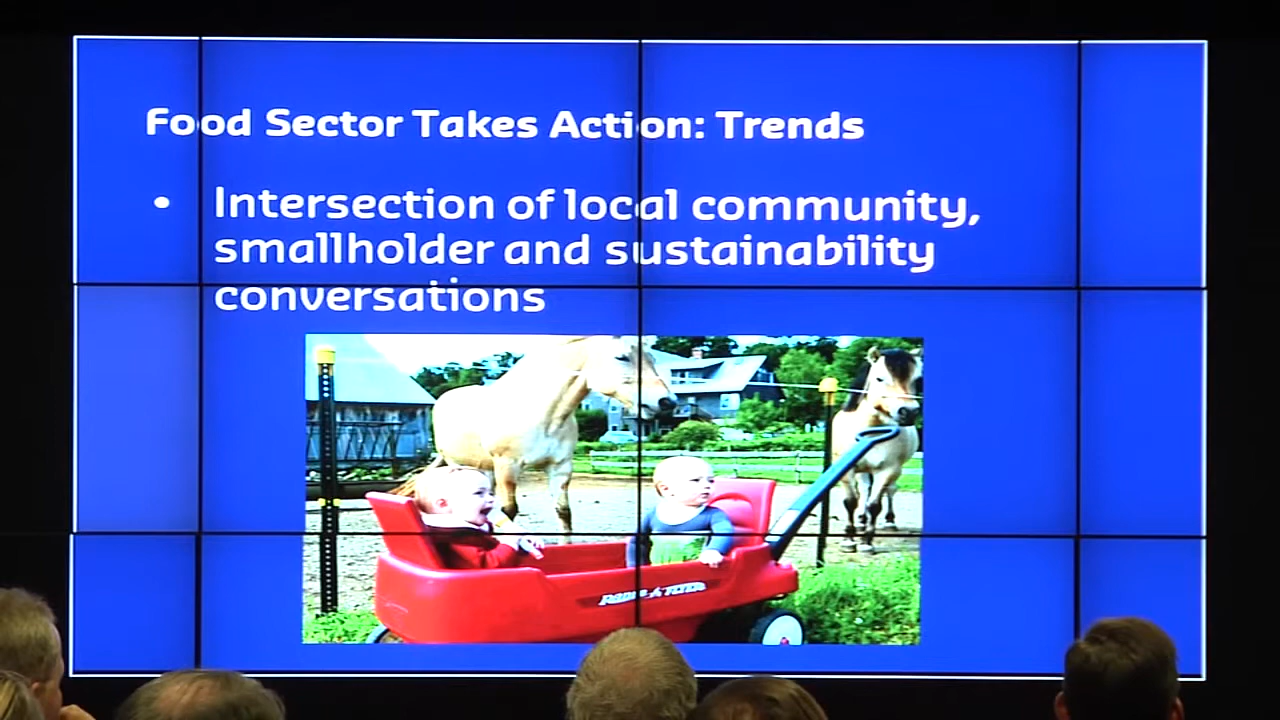 Food Sector Takes Action: Trends
• Intersection of local community,
smallholder and sustainability
conversations
RADIO FLYER